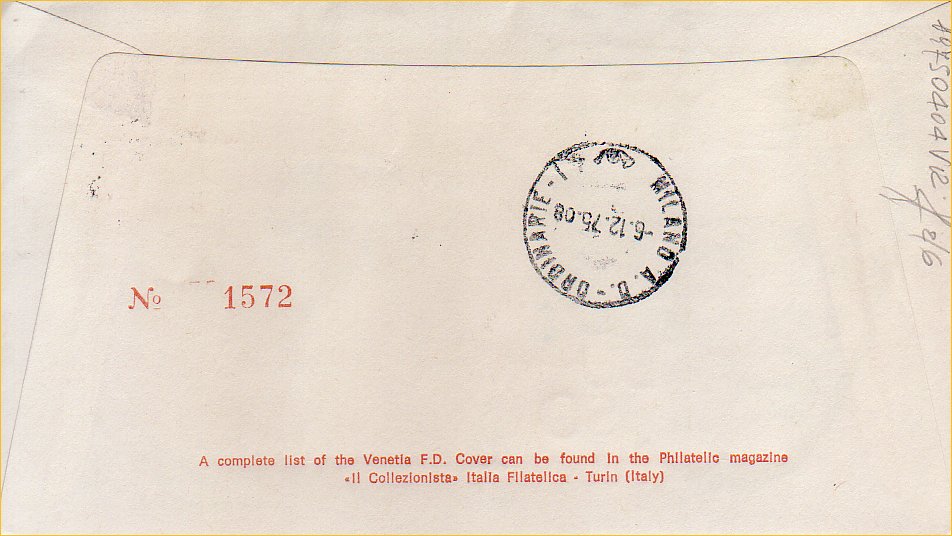 MILANO A. D. - ORDINARIE -
-6.12.75.08
No -- 1572
A complete list of the Venetia F.D. Cover can be found in the Philatelic magazine
«Il Collezionista» Italia Filatelica - Turin (Italy)